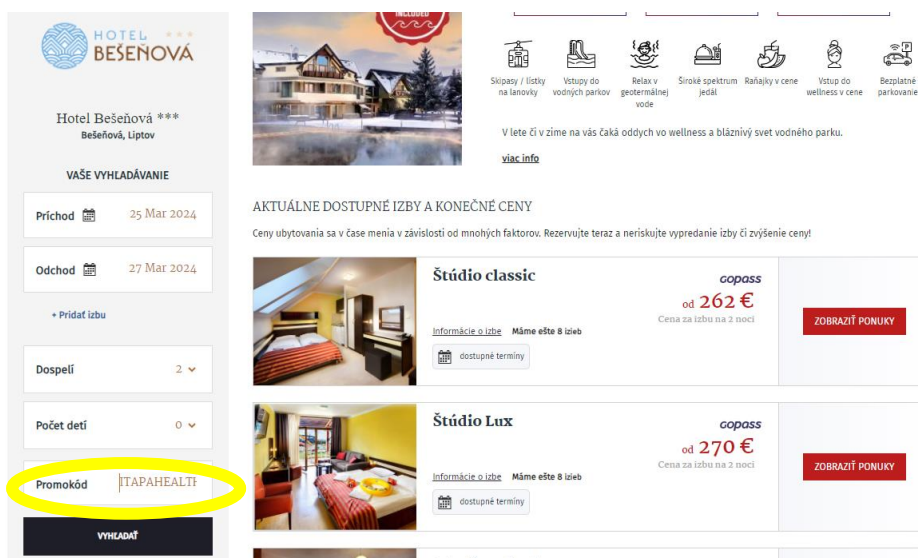 HOTEL ***
BEŠEŇOVÁ
Hotel Bešeňová ***
Bešeňová, Liptov
VAŠE VYHĽADÁVANIE
Príchod 25 Mar 2024
Odchod 27 Mar 2024
+ Pridať izbu
Dospelí 2
Počet detí 0
Promokód ITAPAHEALTH
VYHĽADAŤ
INCLUDED
Skipasy / lístky na lanovky
Vstupy do vodných parkov
Relax v geotermálnej vode
Široké spektrum jedál
Raňajky v cene
Vstup do wellness v cene
Bezplatné parkovanie
V lete či v zime na vás čaká oddych vo wellness a bláznivý svet vodného parku.
viac info
AKTUÁLNE DOSTUPNÉ IZBY A KONEČNÉ CENY
Ceny ubytovania sa v čase menia v závislosti od mnohých faktorov. Rezervujte teraz a neriskujte vypredanie izby či zvýšenie ceny!
Štúdio classic
gopass
od 262 €
Cena za izbu na 2 noci
Informácie o izbe Máme ešte 8 izieb
dostupné termíny
ZOBRAZIŤ PONUKY
Štúdio Lux
gopass
od 270 €
Cena za izbu na 2 noci
Informácie o izbe Máme ešte 8 izieb
dostupné termíny
ZOBRAZIŤ PONUKY